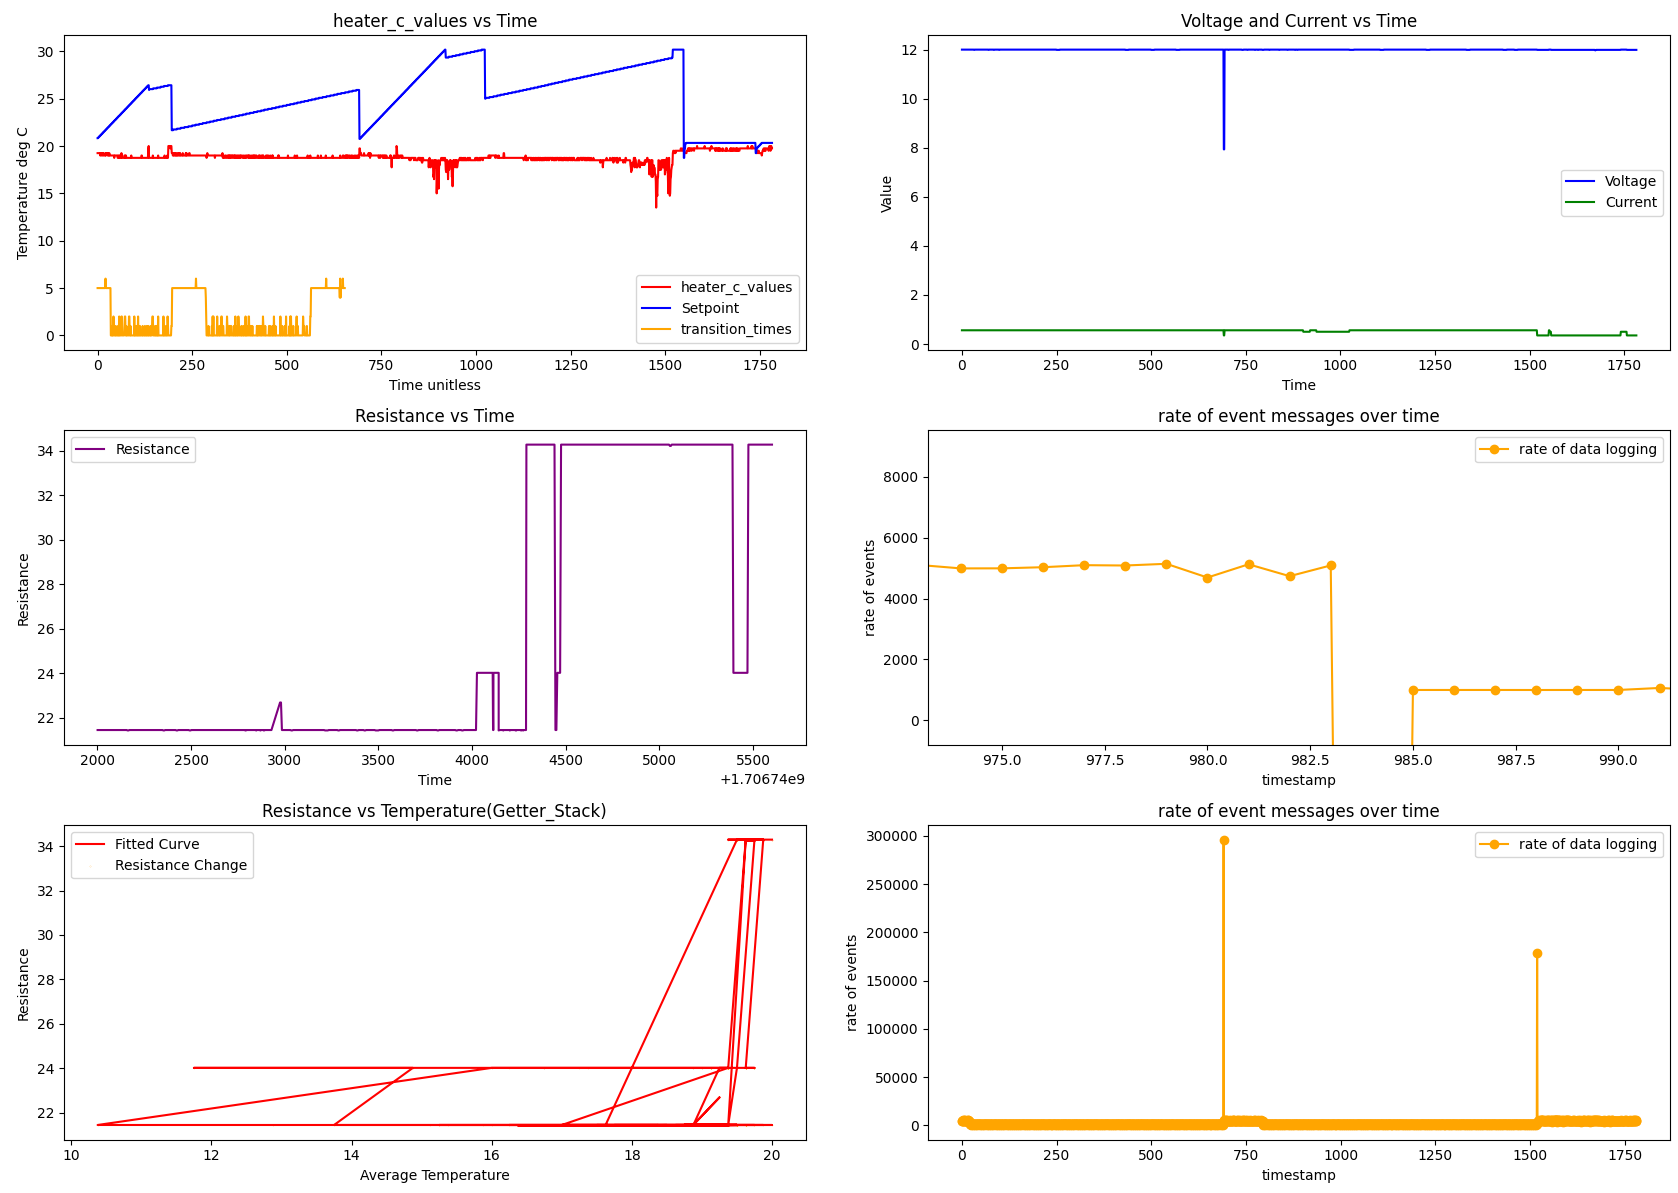 heater_c_values vs Time
Temperature deg C
30
25
20
15
10
5
0
heater_c_values
Setpoint
transition_times
0 250 500 750 1000 1250 1500 1750
Time unitless
Voltage and Current vs Time
Value
12
10
8
6
4
2
0
Voltage
Current
0 250 500 750 1000 1250 1500 1750
Time
Resistance vs Time
Resistance
Resistance
34
32
30
28
26
24
22
2000 2500 3000 3500 4000 4500 5000 5500
Time
+1.70674e9
rate of event messages over time
rate of data logging
rate of events
8000
6000
4000
2000
0
975.0 977.5 980.0 982.5 985.0 987.5 990.0
timestamp
Resistance vs Temperature(Getter_Stack)
Fitted Curve
Resistance Change
Resistance
34
32
30
28
26
24
22
10 12 14 16 18 20
Average Temperature
rate of event messages over time
rate of data logging
rate of events
300000
250000
200000
150000
100000
50000
0
0 250 500 750 1000 1250 1500 1750
timestamp